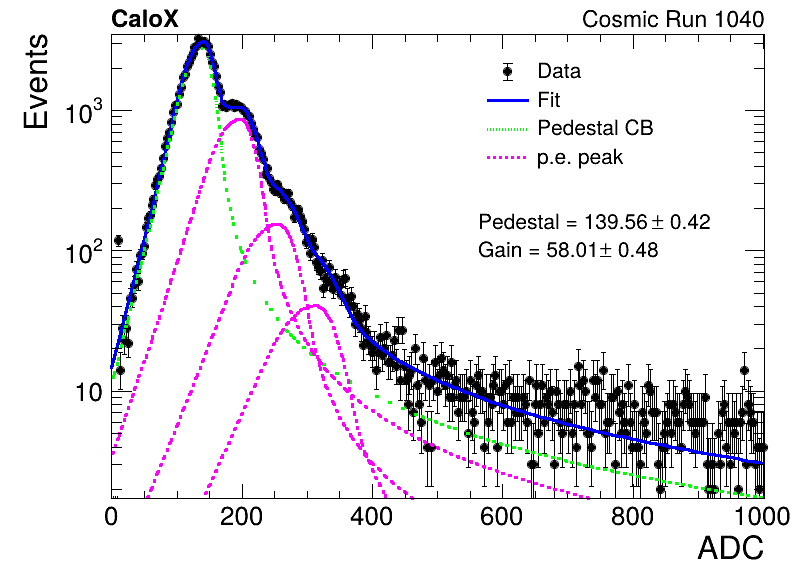 CaloX Cosmic Run 1040
Events
Data
Fit
Pedestal CB
p.e. peak
Pedestal = 139.56 ± 0.42
Gain = 58.01 ± 0.48
10³
10²
10
0 200 400 600 800 1000
ADC